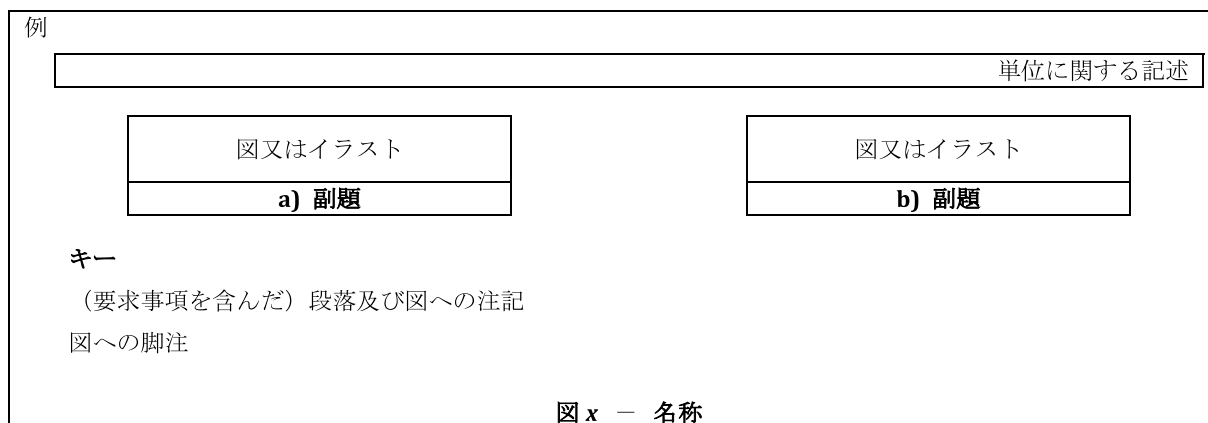 例
単位に関する記述
図又はイラスト 図又はイラスト
a) 副題 b) 副題
キー
（要求事項を含んだ）段落及び図への注記
図への脚注
図 x － 名称